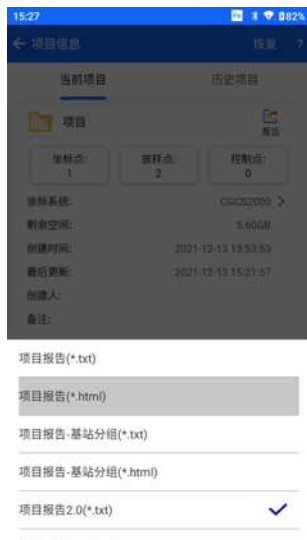 15:27
82%
项目信息
恢复 ?
当前项目
历史项目
项目
报告
坐标点:
1
放样点:
2
控制点:
0
坐标系统:
CGCS2000
剩余空间:
5.60GB
创建时间:
2021-12-13 13:53:53
最后更新:
2021-12-13 15:21:57
创建人:
备注:
项目报告(*.txt)
项目报告(*.html)
项目报告-基站分组(*.txt)
项目报告-基站分组(*.html)
项目报告2.0(*.txt)